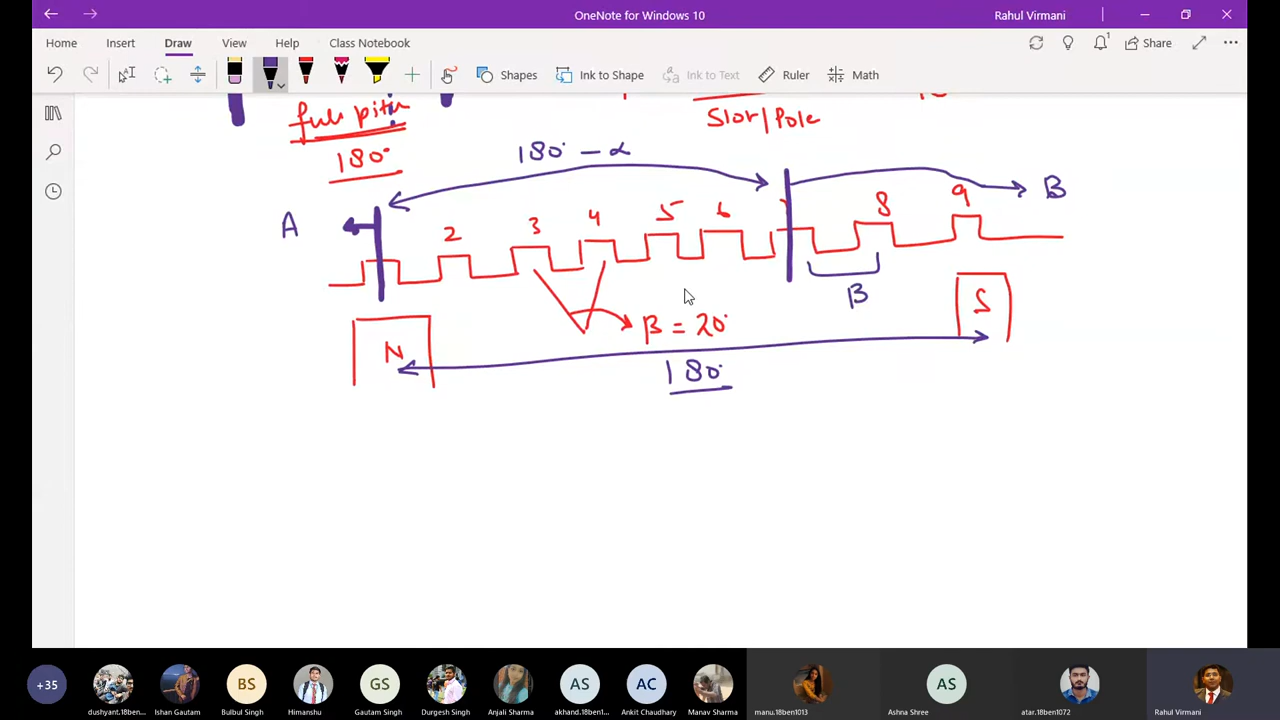 OneNote for Windows 10
Rahul Virmani
Home Insert Draw View Help Class Notebook
Share
Shapes Ink to Shape Ink to Text Ruler Math
full pitch
180°
Slot/Pole
180° - α
A
B
2 3 4 5 6 8 9
β
β = 20°
N
S
180°
+35 BS GS AS AC AS
dushyant.18ben... Ishan Gautam Bulbul Singh Himanshu Gautam Singh Durgesh Singh Anjali Sharma akhand.18ben1... Ankit Chaudhary Manav Sharma manu.18ben1013 Ashna Shree atar.18ben1072 Rahul Virmani